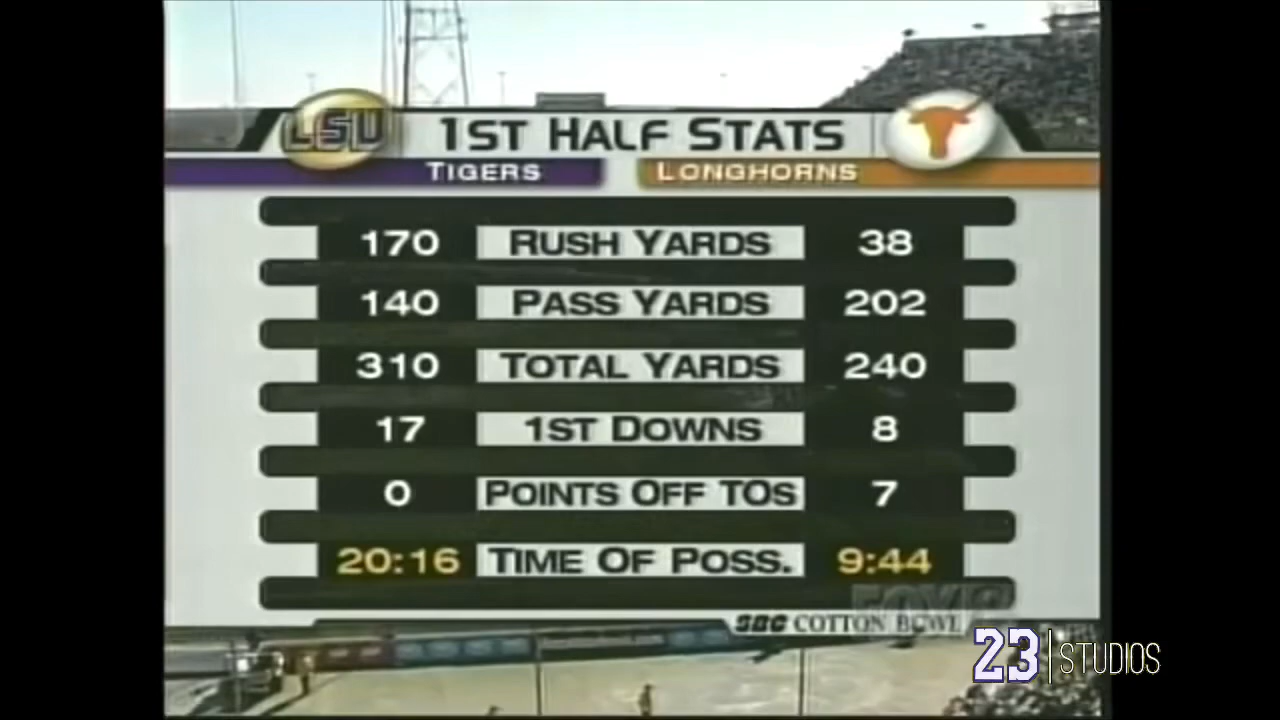 LSU 1ST HALF STATS
TIGERS LONGHORNS
170 RUSH YARDS 38
140 PASS YARDS 202
310 TOTAL YARDS 240
17 1ST DOWNS 8
0 POINTS OFF TOS 7
20:16 TIME OF POSS. 9:44
SBC COTTON BOWL
23 STUDIOS